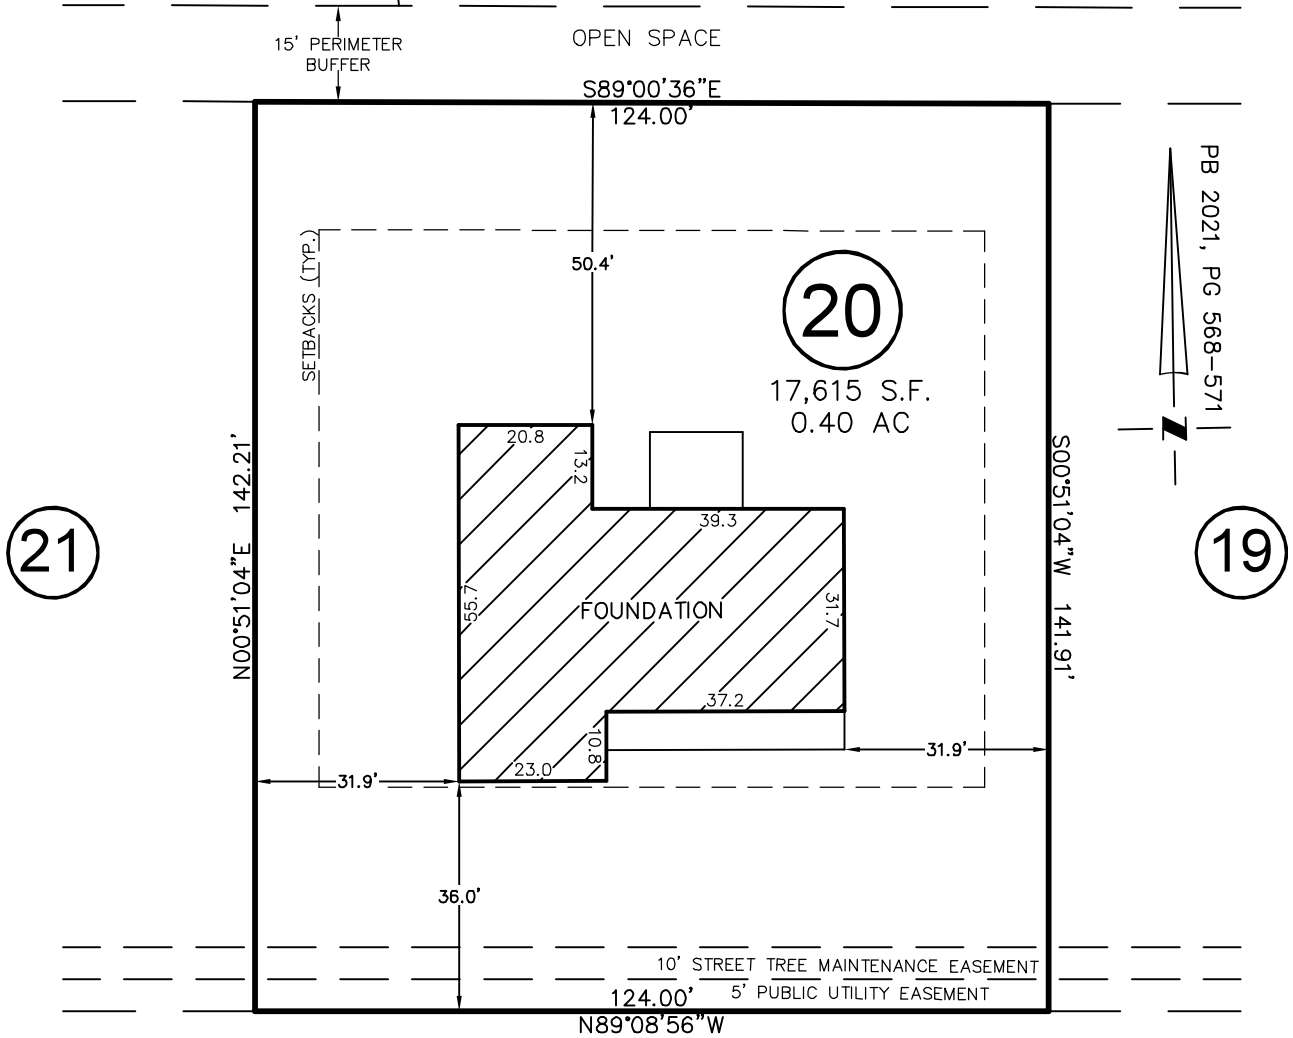 15' PERIMETER
BUFFER
OPEN SPACE
S89°00'36"E
124.00'
PB 2021, PG 568-571
SETBACKS (TYP.)
50.4'
20
17,615 S.F.
0.40 AC
N00°51'04"E 142.21'
S00°51'04"W 141.91'
20.8
13.2
39.3
21
19
55.7
FOUNDATION
31.7
37.2
10.8
23.0
31.9'
31.9'
36.0'
10' STREET TREE MAINTENANCE EASEMENT
5' PUBLIC UTILITY EASEMENT
124.00'
N89°08'56"W
N